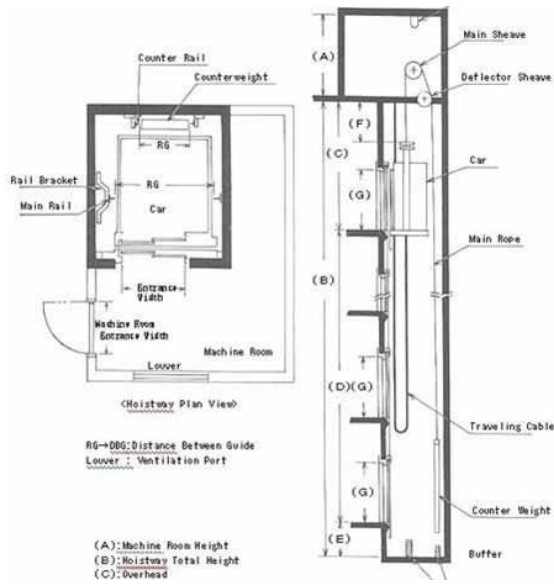 Counter Rail
Counterweight
RG
Rail Bracket
RG
Main Rail
Car
Entrance
Width
Machine Room
Entrance Width
Machine Room
Louver
<Hoistway Plan View>
RG→DBG:Distance Between Guide
Louver : Ventilation Port
(A):Machine Room Height
(B):Hoistway Total Height
(C):Overhead
(A)
Main Sheave
Deflector Sheave
(F)
(C)
Car
(G)
(B)
Main Rope
(D)
(G)
Traveling Cable
(G)
Counter Weight
(E)
Buffer